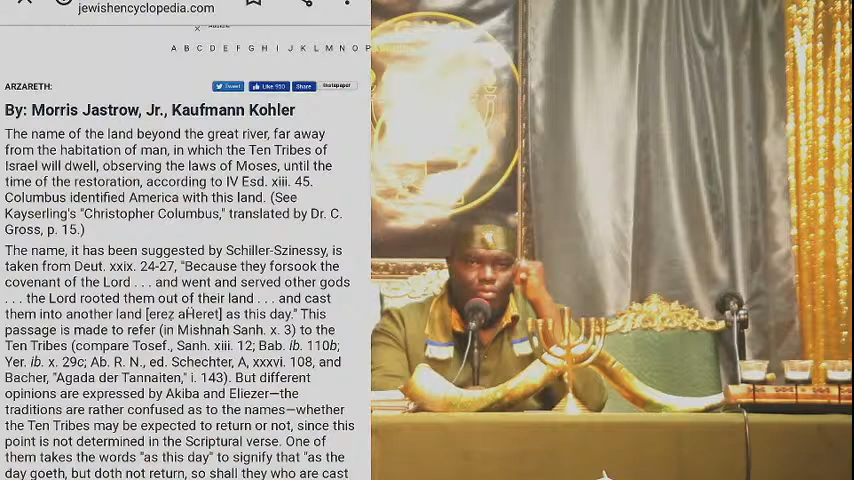 jewishencyclopedia.com
A B C D E F G H I J K L M N O P
ARZARETH:
Tweet Like 950 Share Instapaper
By: Morris Jastrow, Jr., Kaufmann Kohler
The name of the land beyond the great river, far away
from the habitation of man, in which the Ten Tribes of
Israel will dwell, observing the laws of Moses, until the
time of the restoration, according to IV Esd. xiii. 45.
Columbus identified America with this land. (See
Kayserling's "Christopher Columbus," translated by Dr. C.
Gross, p. 15.)
The name, it has been suggested by Schiller-Szinessy, is
taken from Deut. xxix. 24-27, "Because they forsook the
covenant of the Lord . . . and went and served other gods
. . . the Lord rooted them out of their land . . . and cast
them into another land [ereẓ aḤeret] as this day." This
passage is made to refer (in Mishnah Sanh. x. 3) to the
Ten Tribes (compare Tosef., Sanh. xiii. 12; Bab. ib. 110b;
Yer. ib. x. 29c; Ab. R. N., ed. Schechter, A, xxxvi. 108, and
Bacher, "Agada der Tannaiten," i. 143). But different
opinions are expressed by Akiba and Eliezer—the
traditions are rather confused as to the names—whether
the Ten Tribes may be expected to return or not, since this
point is not determined in the Scriptural verse. One of
them takes the words "as this day" to signify that "as the
day goeth, but doth not return, so shall they who are cast